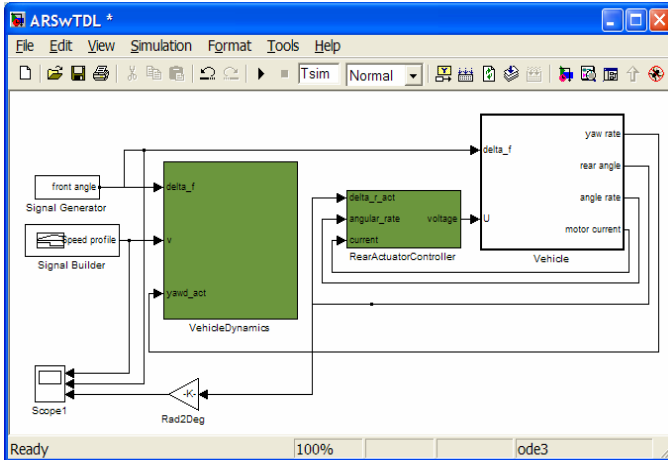 ARSwTDL *
File Edit View Simulation Format Tools Help
Tsim Normal
yaw rate
delta_f
rear angle
front angle
delta_f
Signal Generator
delta_r_act
angle rate
angular_rate
voltage
U
Speed profile
v
current
motor current
RearActuatorController
Vehicle
Signal Builder
yawd_act
VehicleDynamics
-K-
Scope1
Rad2Deg
Ready 100% ode3